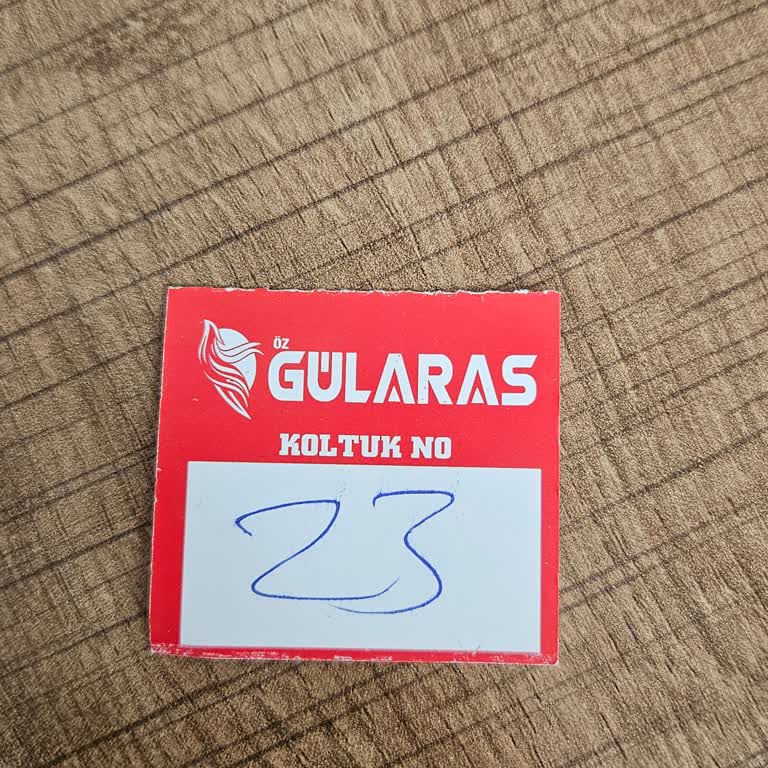 ÖZ
GÜLARAS
KOLTUK NO
23